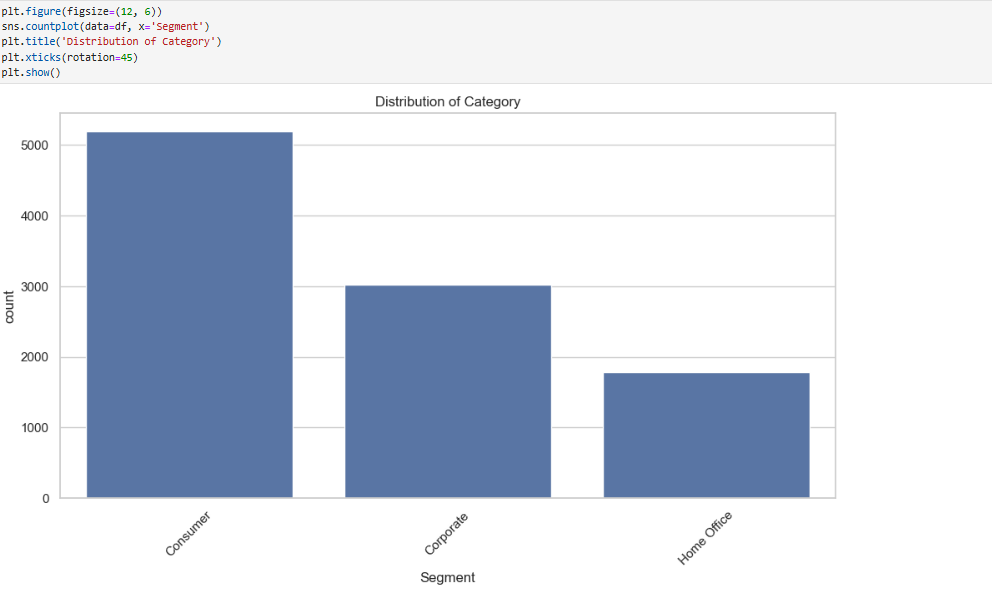 plt.figure(figsize=(12, 6))
sns.countplot(data=df, x='Segment')
plt.title('Distribution of Category')
plt.xticks(rotation=45)
plt.show()
Distribution of Category
5000
4000
3000
2000
1000
0
count
Consumer
Corporate
Home Office
Segment